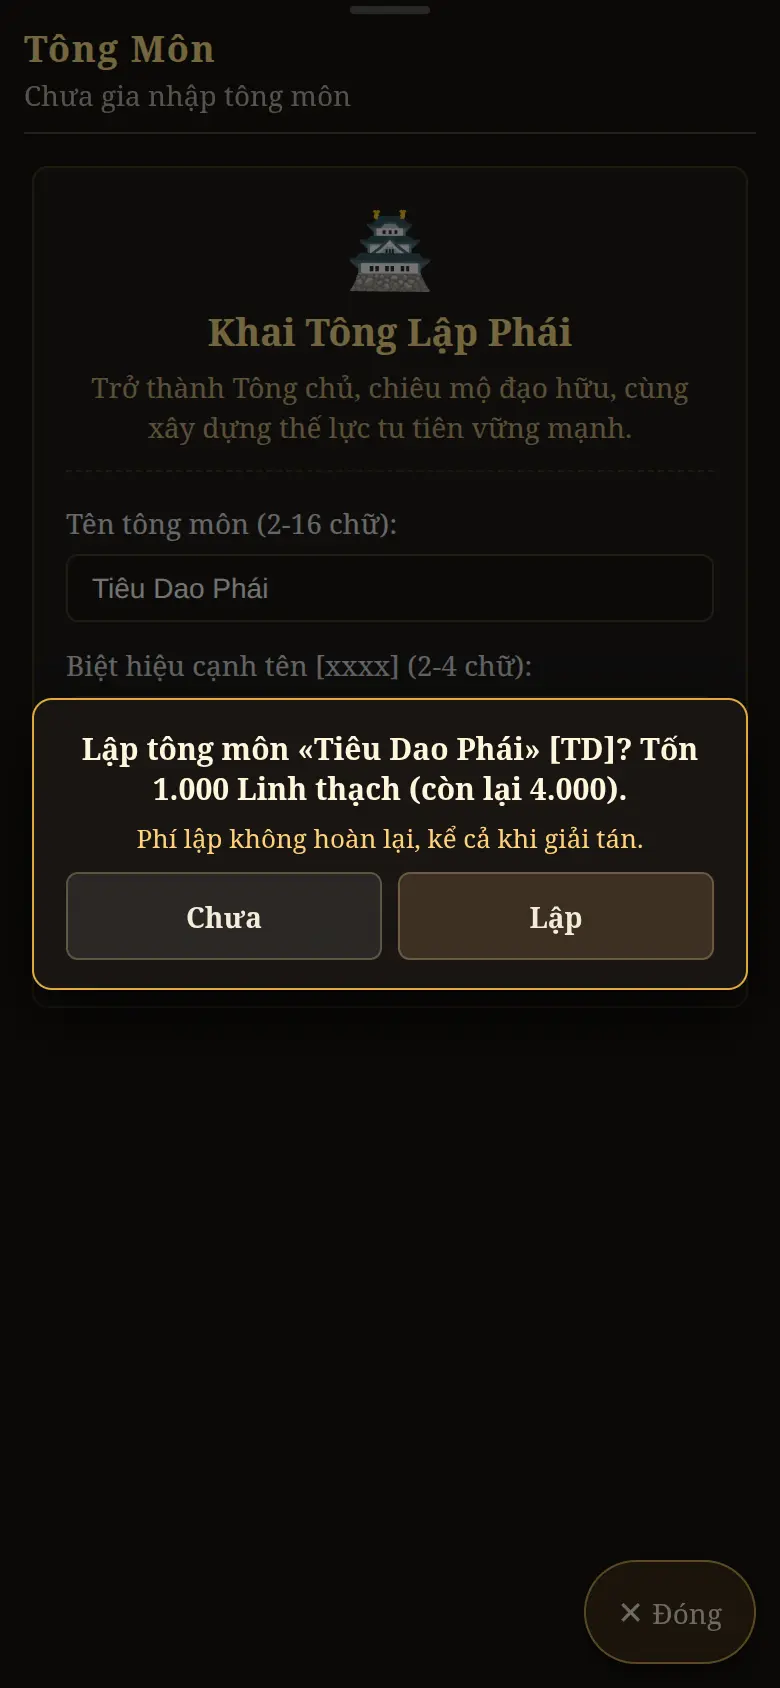 Tông Môn
Chưa gia nhập tông môn
Khai Tông Lập Phái
Trở thành Tông chủ, chiêu mộ đạo hữu, cùng
xây dựng thế lực tu tiên vững mạnh.
Tên tông môn (2-16 chữ):
Tiêu Dao Phái
Biệt hiệu cạnh tên [xxxx] (2-4 chữ):
Lập tông môn «Tiêu Dao Phái» [TD]? Tốn
1.000 Linh thạch (còn lại 4.000).
Phí lập không hoàn lại, kể cả khi giải tán.
Chưa
Lập
✕ Đóng